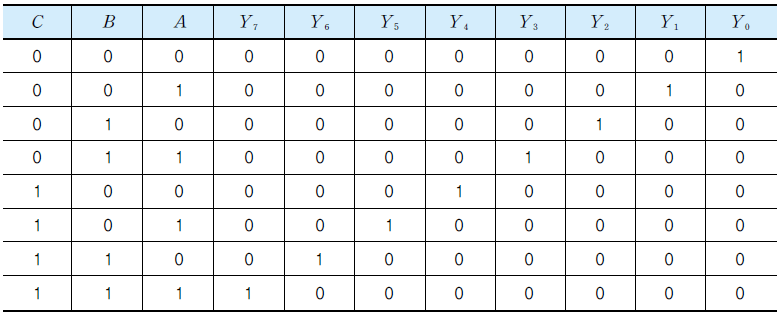 C B A Y₇ Y₆ Y₅ Y₄ Y₃ Y₂ Y₁ Y₀
0 0 0 0 0 0 0 0 0 0 1
0 0 1 0 0 0 0 0 0 1 0
0 1 0 0 0 0 0 0 1 0 0
0 1 1 0 0 0 0 1 0 0 0
1 0 0 0 0 0 1 0 0 0 0
1 0 1 0 0 1 0 0 0 0 0
1 1 0 0 1 0 0 0 0 0 0
1 1 1 1 0 0 0 0 0 0 0